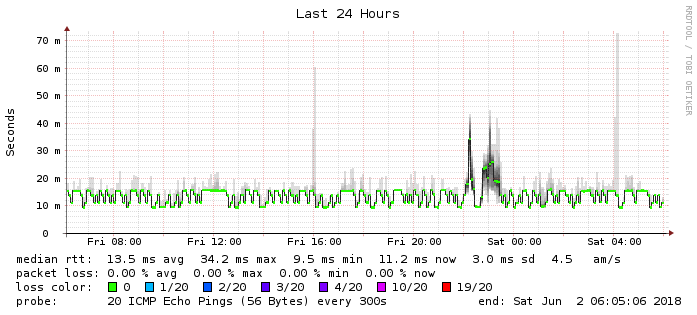 Last 24 Hours
RRDTOOL / TOBI OETIKER
Seconds
70 m
60 m
50 m
40 m
30 m
20 m
10 m
0
Fri 08:00 Fri 12:00 Fri 16:00 Fri 20:00 Sat 00:00 Sat 04:00
median rtt: 13.5 ms avg 34.2 ms max 9.5 ms min 11.2 ms now 3.0 ms sd 4.5 am/s
packet loss: 0.00 % avg 0.00 % max 0.00 % min 0.00 % now
loss color: 0 1/20 2/20 3/20 4/20 10/20 19/20
probe: 20 ICMP Echo Pings (56 Bytes) every 300s end: Sat Jun 2 06:05:06 2018